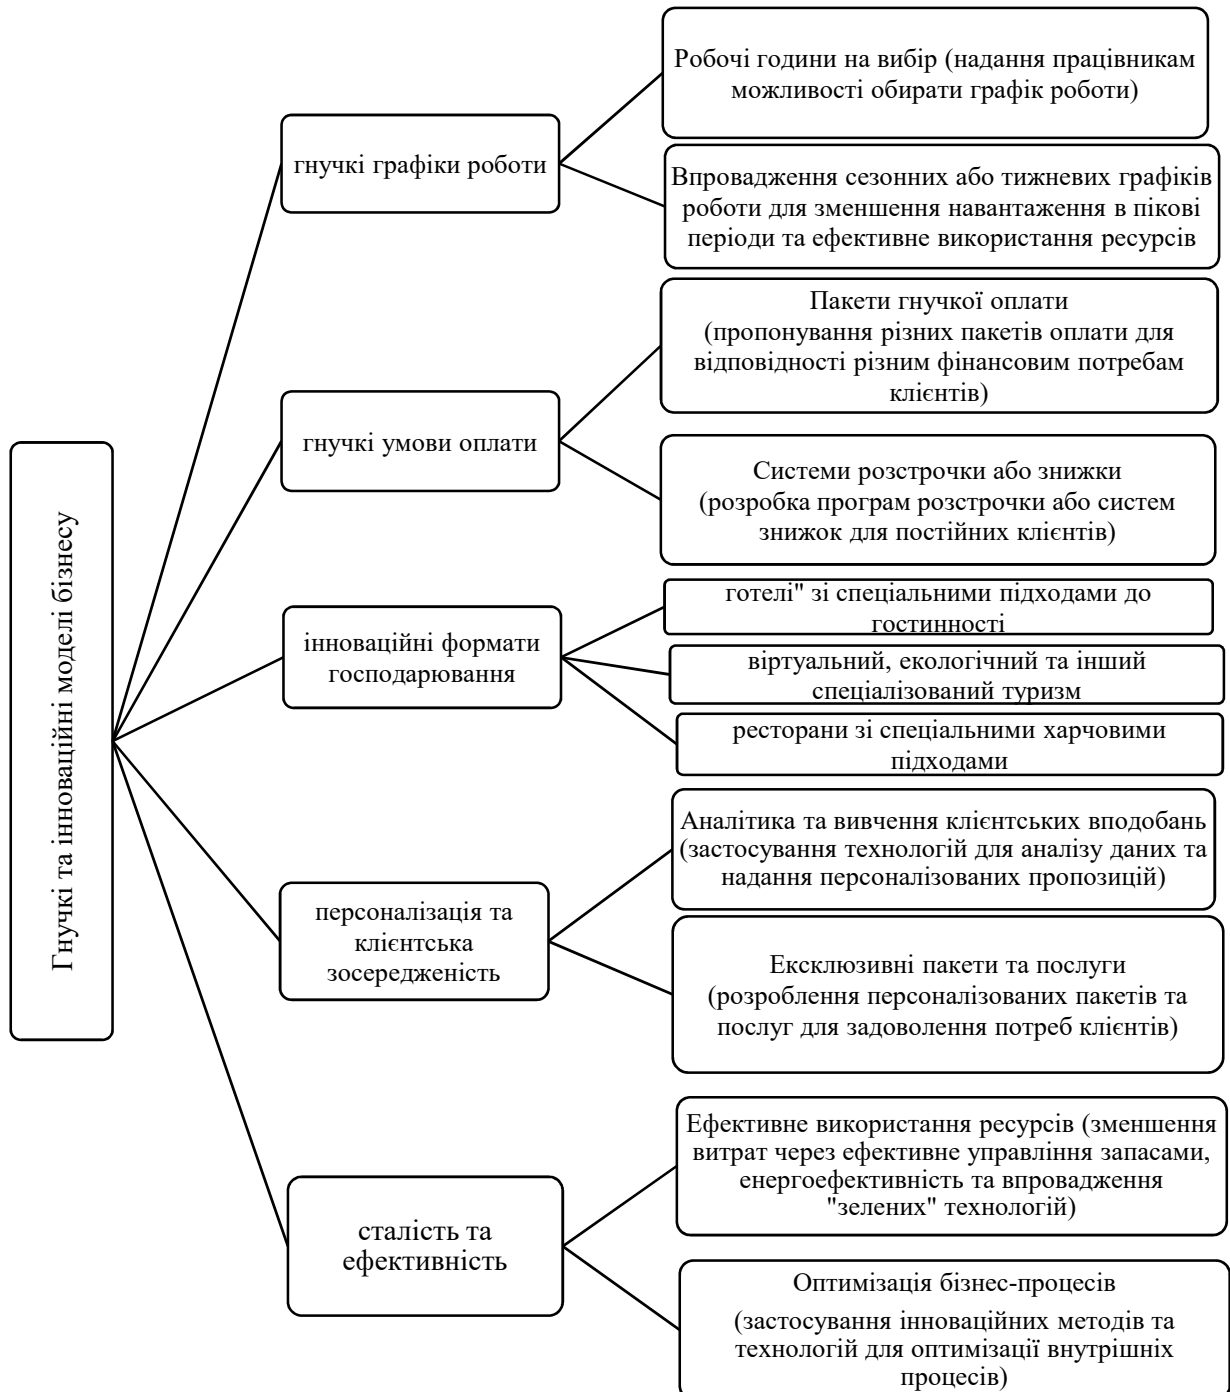 Гнучкі та інноваційні моделі бізнесу
гнучкі графіки роботи
Робочі години на вибір (надання працівникам
можливості обирати графік роботи)
Впровадження сезонних або тижневих графіків
роботи для зменшення навантаження в пікові
періоди та ефективне використання ресурсів
гнучкі умови оплати
Пакети гнучкої оплати
(пропонування різних пакетів оплати для
відповідності різним фінансовим потребам
клієнтів)
Системи розстрочки або знижки
(розробка програм розстрочки або систем
знижок для постійних клієнтів)
інноваційні формати
господарювання
готелі" зі спеціальними підходами до
гостинності
віртуальний, екологічний та інший
спеціалізований туризм
ресторани зі спеціальними харчовими
підходами
персоналізація та
клієнтська
зосередженість
Аналітика та вивчення клієнтських вподобань
(застосування технологій для аналізу даних та
надання персоналізованих пропозицій)
Ексклюзивні пакети та послуги
(розроблення персоналізованих пакетів та
послуг для задоволення потреб клієнтів)
сталість та
ефективність
Ефективне використання ресурсів (зменшення
витрат через ефективне управління запасами,
енергоефективність та впровадження
"зелених" технологій)
Оптимізація бізнес-процесів
(застосування інноваційних методів та
технологій для оптимізації внутрішніх
процесів)